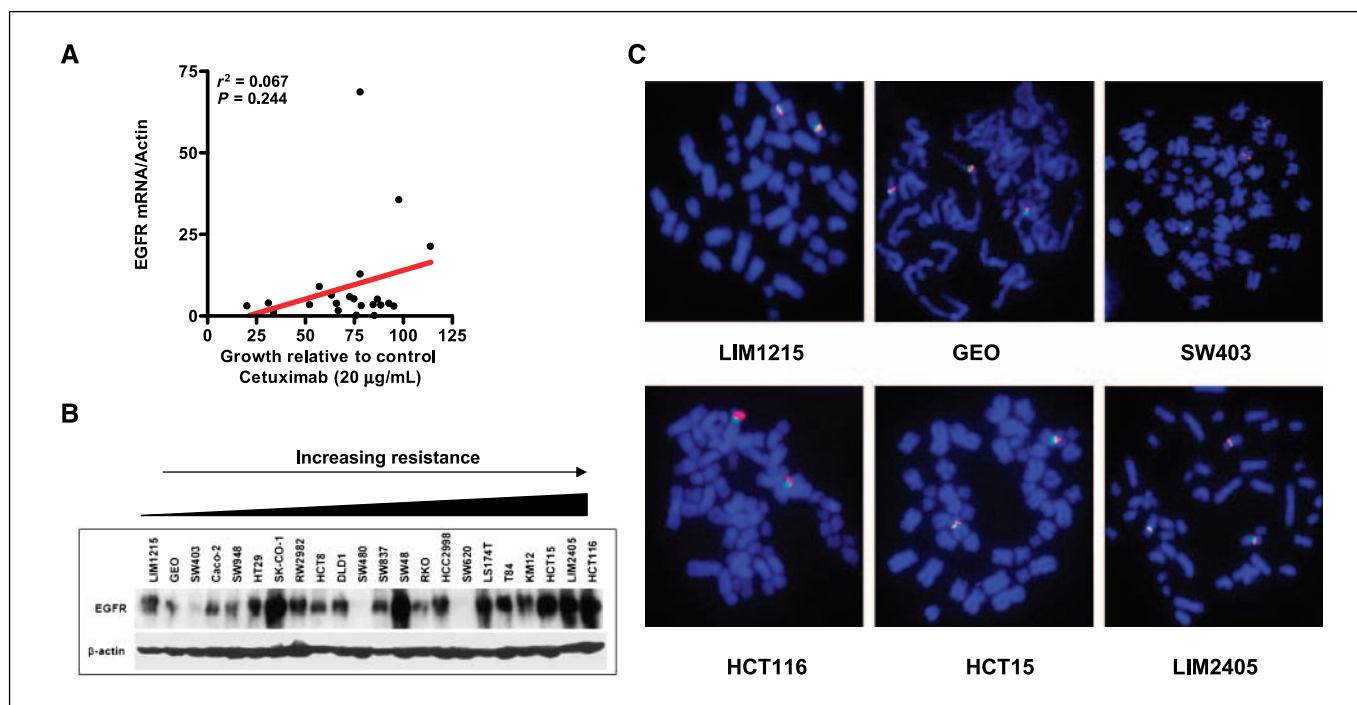 A
75
50
25
0
r² = 0.067
P = 0.244
EGFR mRNA/Actin
0 25 50 75 100 125
Growth relative to control
Cetuximab (20 µg/mL)
B
Increasing resistance
LIM1215 GEO SW403 Caco-2 SW948 HT29 SK-CO-1 RW2982 HCT8 DLD1 SW480 SW837 SW48 RKO HCC2998 SW620 LS174T T84 KM12 HCT15 LIM2405 HCT116
EGFR
β-actin
C
LIM1215 GEO SW403
HCT116 HCT15 LIM2405